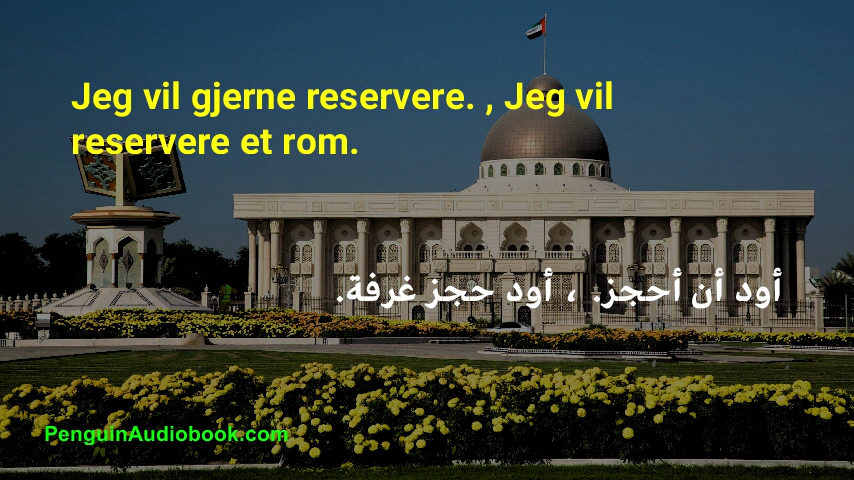 Jeg vil gjerne reservere. , Jeg vil
reservere et rom.
أود أن أحجز. ، أود حجز غرفة.
PenguinAudiobook.com